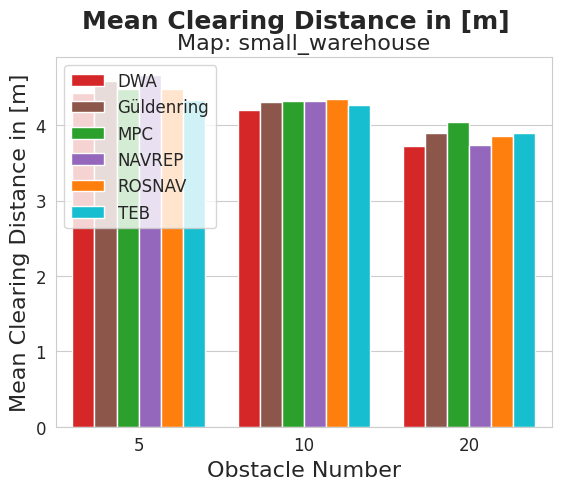 Mean Clearing Distance in [m]
Map: small_warehouse
Mean Clearing Distance in [m]
4
3
2
1
0
DWA
Güldenring
MPC
NAVREP
ROSNAV
TEB
5
10
20
Obstacle Number